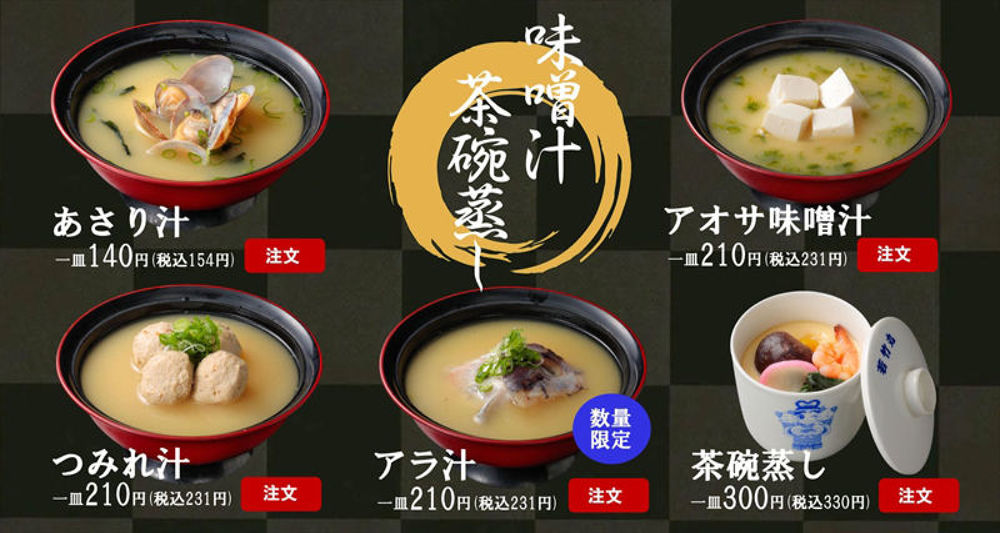 味噌汁
茶碗蒸し
あさり汁
一皿140円(税込154円)
注文
アオサ味噌汁
一皿210円(税込231円)
注文
つみれ汁
一皿210円(税込231円)
注文
アラ汁
一皿210円(税込231円)
注文
数量
限定
若竹丸
茶碗蒸し
一皿300円(税込330円)
注文